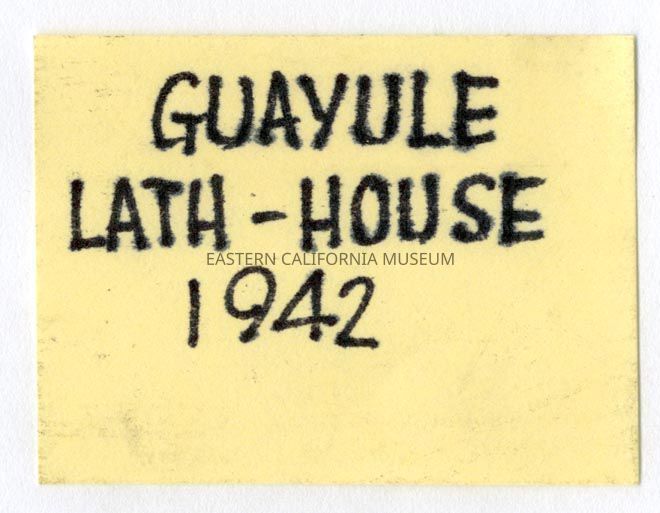 GUAYULE
LATH - HOUSE
EASTERN CALIFORNIA MUSEUM
1942